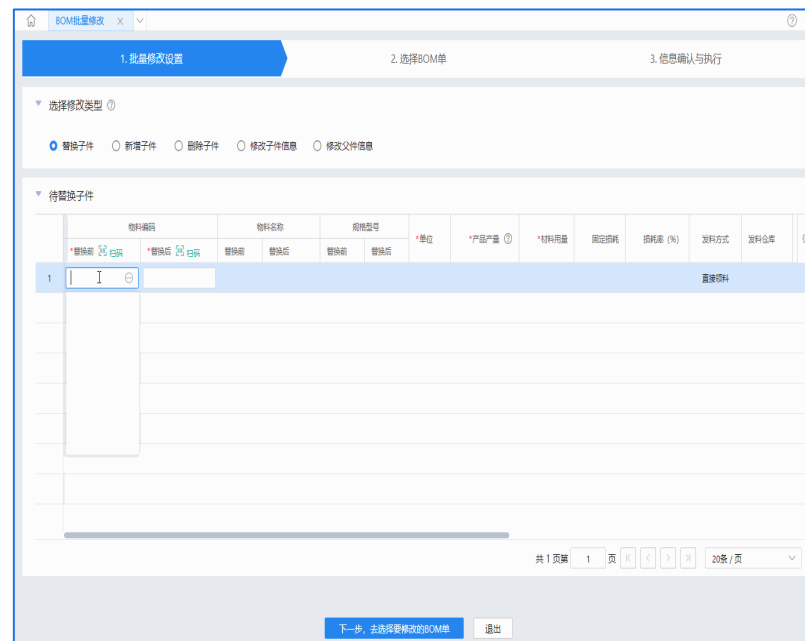 BOM批量修改 X
1. 批量修改设置 2. 选择BOM单 3. 信息确认与执行
选择修改类型
替换子件 新增子件 删除子件 修改子件信息 修改父件信息
待替换子件
物料编码 物料名称 规格型号 *单位 *产品产量 *材料用量 固定损耗 损耗率 (%) 发料方式 发料仓库
*替换前 扫码 *替换后 扫码 替换前 替换后 替换前 替换后
1 直接领料
共 1 页第 1 页 20条 / 页
下一步，去选择要修改的BOM单 退出